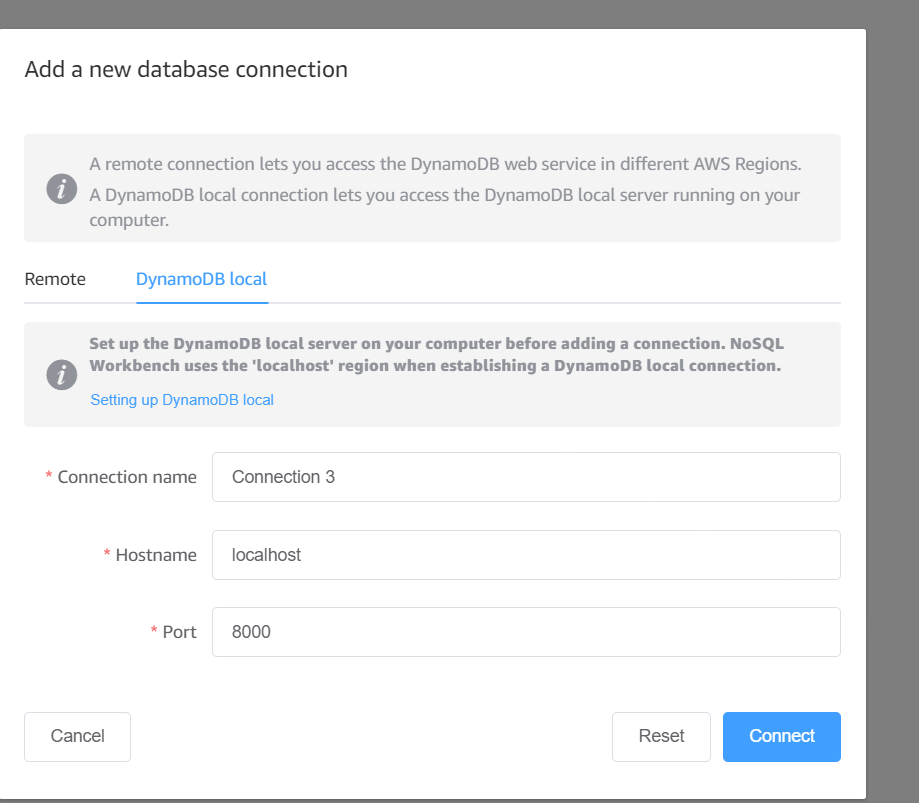 Add a new database connection
A remote connection lets you access the DynamoDB web service in different AWS Regions.
A DynamoDB local connection lets you access the DynamoDB local server running on your
computer.
Remote DynamoDB local
Set up the DynamoDB local server on your computer before adding a connection. NoSQL
Workbench uses the 'localhost' region when establishing a DynamoDB local connection.
Setting up DynamoDB local
* Connection name Connection 3
* Hostname localhost
* Port 8000
Cancel Reset Connect